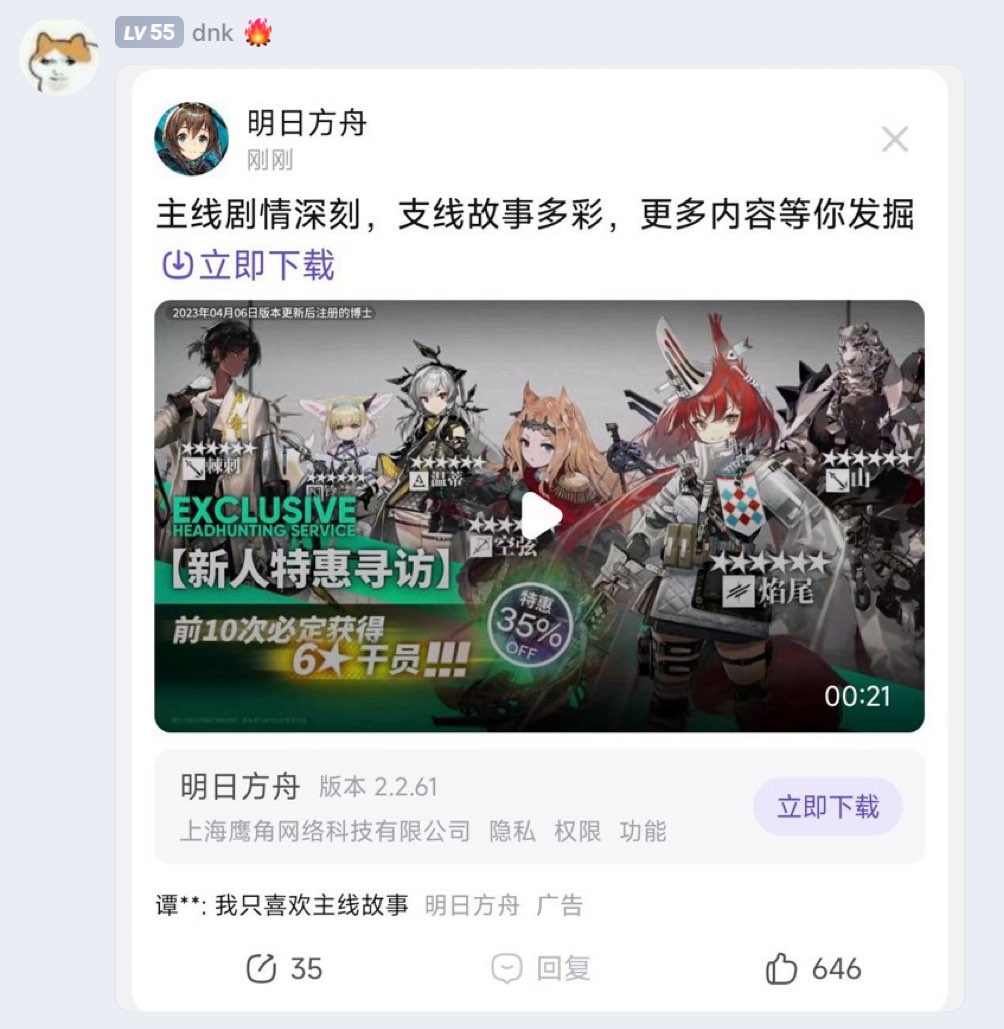 LV 55 dnk
明日方舟
刚刚
主线剧情深刻，支线故事多彩，更多内容等你发掘
立即下载
2023年04月06日版本更新后注册的博士
棘刺
温蒂
山
空弦
焰尾
EXCLUSIVE
HEADHUNTING SERVICE
【新人特惠寻访】
特惠
35%
OFF
前10次必定获得
6★干员!!!
00:21
明日方舟 版本 2.2.61
立即下载
上海鹰角网络科技有限公司 隐私 权限 功能
谭**: 我只喜欢主线故事 明日方舟 广告
35 回复 646